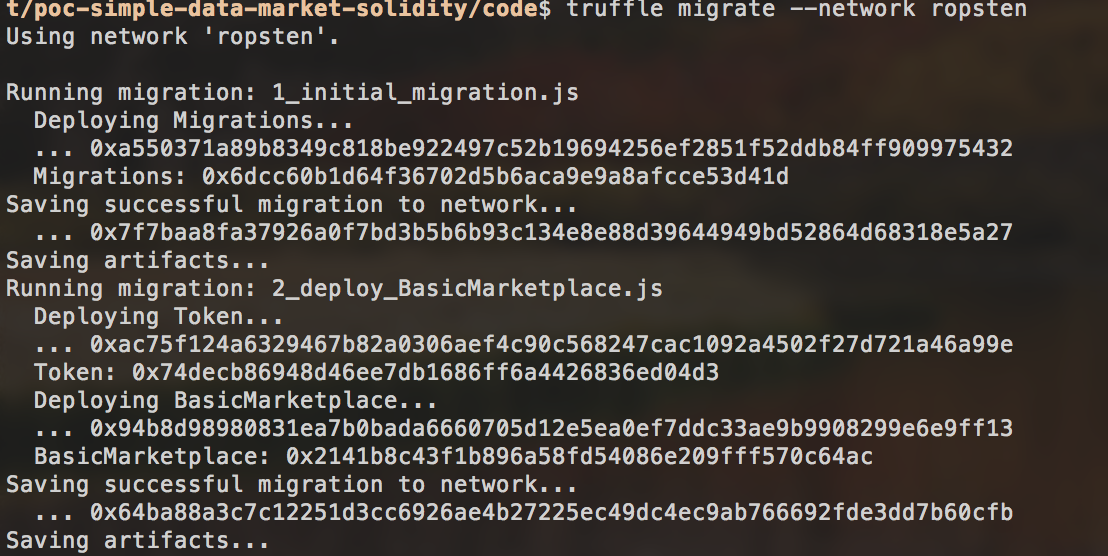 t/poc-simple-data-market-solidity/code$ truffle migrate --network ropsten
Using network 'ropsten'.
Running migration: 1_initial_migration.js
Deploying Migrations...
... 0xa550371a89b8349c818be922497c52b19694256ef2851f52ddb84ff909975432
Migrations: 0x6dcc60b1d64f36702d5b6aca9e9a8afcce53d41d
Saving successful migration to network...
... 0x7f7baa8fa37926a0f7bd3b5b6b93c134e8e88d39644949bd52864d68318e5a27
Saving artifacts...
Running migration: 2_deploy_BasicMarketplace.js
Deploying Token...
... 0xac75f124a6329467b82a0306aef4c90c568247cac1092a4502f27d721a46a99e
Token: 0x74decb86948d46ee7db1686ff6a4426836ed04d3
Deploying BasicMarketplace...
... 0x94b8d98980831ea7b0bada6660705d12e5ea0ef7ddc33ae9b9908299e6e9ff13
BasicMarketplace: 0x2141b8c43f1b896a58fd54086e209fff570c64ac
Saving successful migration to network...
... 0x64ba88a3c7c12251d3cc6926ae4b27225ec49dc4ec9ab766692fde3dd7b60cfb
Saving artifacts...